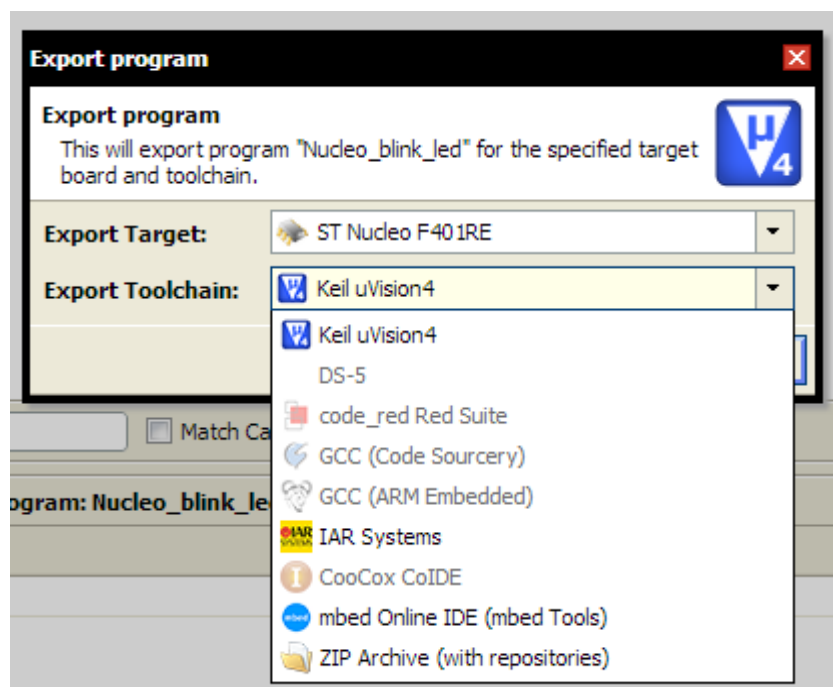 Export program
Export program
This will export program "Nucleo_blink_led" for the specified target
board and toolchain.
µ
4
Export Target:
ST Nucleo F401RE
Export Toolchain:
Keil uVision4
Keil uVision4
DS-5
code_red Red Suite
Match Ca
GCC (Code Sourcery)
GCC (ARM Embedded)
ogram: Nucleo_blink_le
IAR Systems
CooCox CoIDE
mbed Online IDE (mbed Tools)
ZIP Archive (with repositories)